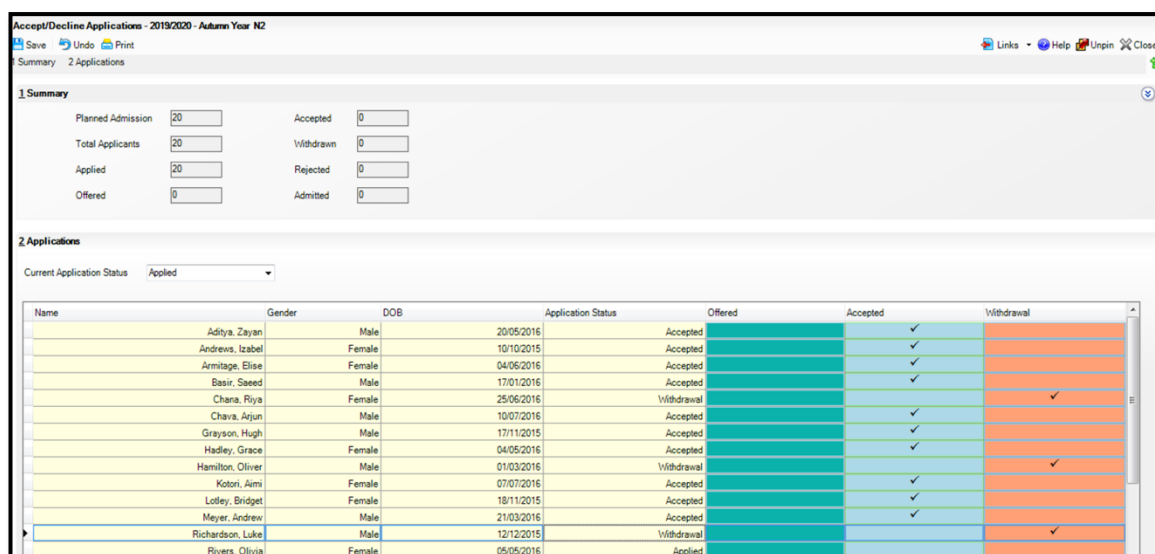 Accept/Decline Applications - 2019/2020 - Autumn Year N2
Save Undo Print Links Help Unpin Close
1 Summary 2 Applications
1 Summary
Planned Admission 20 Accepted 0
Total Applicants 20 Withdrawn 0
Applied 20 Rejected 0
Offered 0 Admitted 0
2 Applications
Current Application Status Applied
Name Gender DOB Application Status Offered Accepted Withdrawal
Aditya, Zayan Male 20/05/2016 Accepted ✓
Andrews, Izabel Female 10/10/2015 Accepted ✓
Armitage, Elise Female 04/06/2016 Accepted ✓
Basir, Saeed Male 17/01/2016 Accepted ✓
Chana, Riya Female 25/06/2016 Withdrawal ✓
Chava, Arjun Male 10/07/2016 Accepted ✓
Grayson, Hugh Male 17/11/2015 Accepted ✓
Hadley, Grace Female 04/05/2016 Accepted ✓
Hamilton, Oliver Male 01/03/2016 Withdrawal ✓
Kotori, Aimi Female 07/07/2016 Accepted ✓
Lotley, Bridget Female 18/11/2015 Accepted ✓
Meyer, Andrew Male 21/03/2016 Accepted ✓
Richardson, Luke Male 12/12/2015 Withdrawal ✓
Rivers, Olivia Female 05/05/2016 Applied